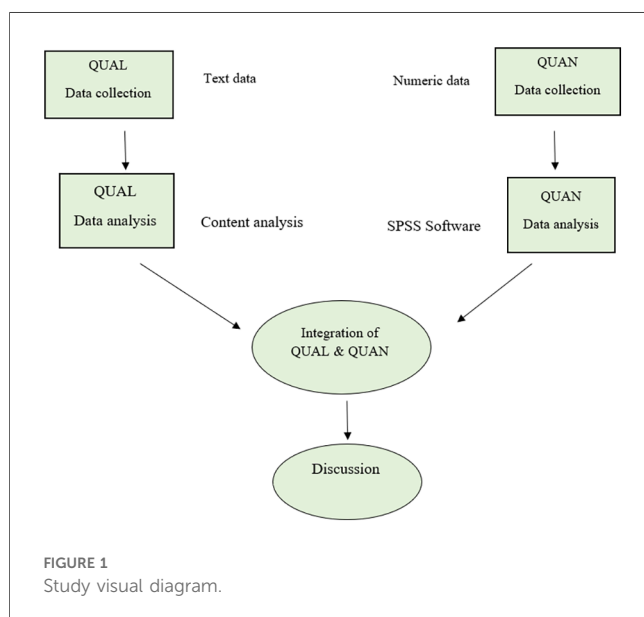 QUAL
Data collection
Text data
Numeric data
QUAN
Data collection
QUAL
Data analysis
Content analysis
SPSS Software
QUAN
Data analysis
Integration of
QUAL & QUAN
Discussion
FIGURE 1
Study visual diagram.